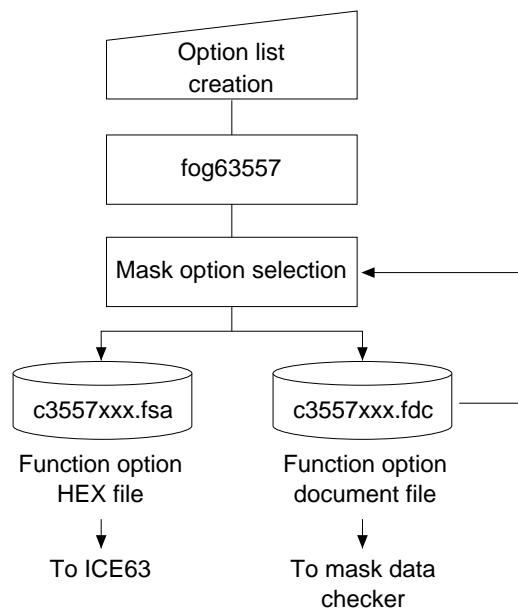 Option list
creation
fog63557
Mask option selection
c3557xxx.fsa
c3557xxx.fdc
Function option
HEX file
Function option
document file
To ICE63
To mask data
checker